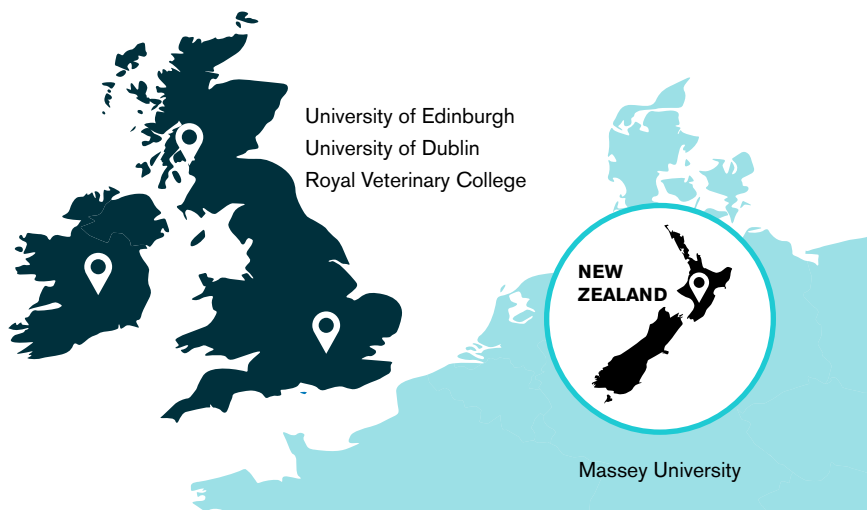 University of Edinburgh
University of Dublin
Royal Veterinary College
NEW
ZEALAND
Massey University